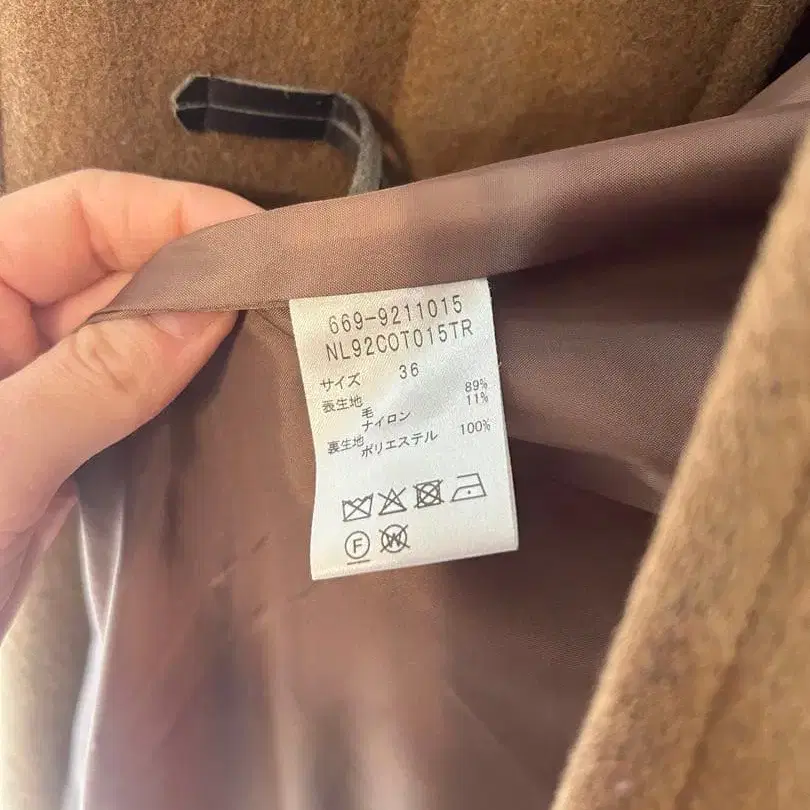 669-9211015
NL92COT015TR
サイズ 36
表生地
毛 89%
ナイロン 11%
裏生地
ポリエステル 100%
F W